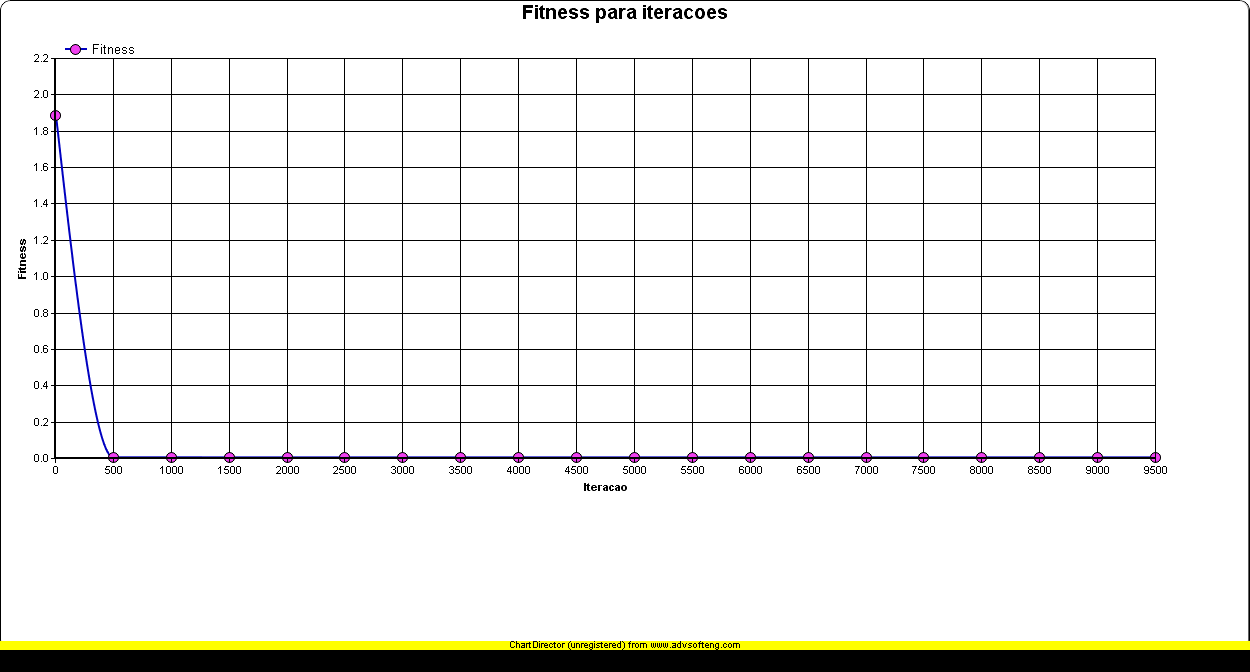 Fitness para iteracoes
Fitness
2.2
2.0
1.8
1.6
1.4
1.2
1.0
0.8
0.6
0.4
0.2
0.0
Fitness
0 500 1000 1500 2000 2500 3000 3500 4000 4500 5000 5500 6000 6500 7000 7500 8000 8500 9000 9500
Iteracao
ChartDirector (unregistered) from www.advsofteng.com